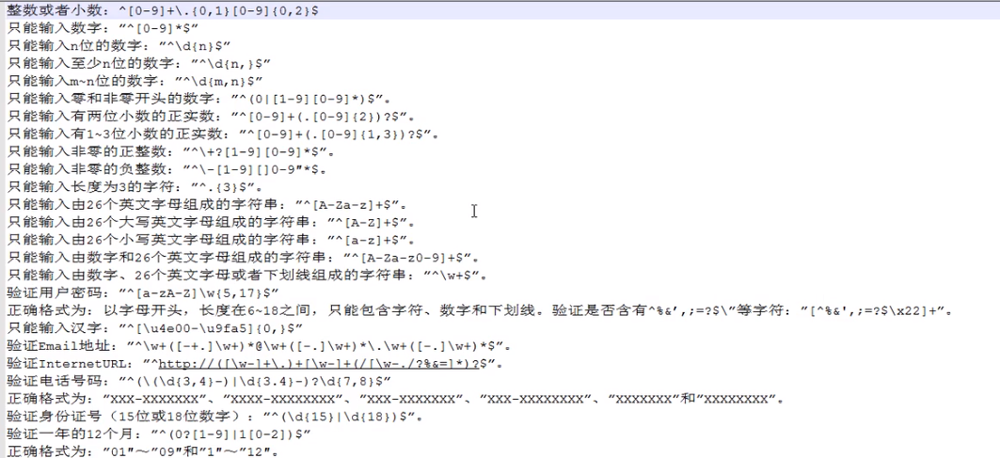 整数或者小数：^[0-9]+\.{0,1}[0-9]{0,2}$
只能输入数字："^[0-9]*$"
只能输入n位的数字："^\d{n}$"
只能输入至少n位的数字："^\d{n,}$"
只能输入m~n位的数字："^\d{m,n}$"
只能输入零和非零开头的数字："^(0|[1-9][0-9]*)$"。
只能输入有两位小数的正实数："^[0-9]+(.[0-9]{2})?$"。
只能输入有1~3位小数的正实数："^[0-9]+(.[0-9]{1,3})?$"。
只能输入非零的正整数："^\+?[1-9][0-9]*$"。
只能输入非零的负整数："^\-[1-9][]0-9"*$。
只能输入长度为3的字符："^.{3}$"。
只能输入由26个英文字母组成的字符串："^[A-Za-z]+$"。
只能输入由26个大写英文字母组成的字符串："^[A-Z]+$"。
只能输入由26个小写英文字母组成的字符串："^[a-z]+$"。
只能输入由数字和26个英文字母组成的字符串："^[A-Za-z0-9]+$"。
只能输入由数字、26个英文字母或者下划线组成的字符串："^\w+$"。
验证用户密码："^[a-zA-Z]\w{5,17}$"
正确格式为：以字母开头，长度在6~18之间，只能包含字符、数字和下划线。验证是否含有^%&',;=?$\"等字符："[^%&',;=?$\x22]+"。
只能输入汉字："^[\u4e00-\u9fa5]{0,}$"
验证Email地址："^\w+([-+.]\w+)*@\w+([-.]\w+)*\.\w+([-.]\w+)*$"。
验证InternetURL："^http://([\w-]+\.)+[\w-]+(/[\w-./?%&=]*)?$"。
验证电话号码："^(\(\d{3,4}-)|\d{3.4}-)?\d{7,8}$"
正确格式为："XXX-XXXXXXX"、"XXXX-XXXXXXXX"、"XXX-XXXXXXX"、"XXX-XXXXXXXX"、"XXXXXXX"和"XXXXXXXX"。
验证身份证号（15位或18位数字）："^(\d{15}|\d{18})$"。
验证一年的12个月："^(0?[1-9]|1[0-2])$"
正确格式为："01"～"09"和"1"～"12"。